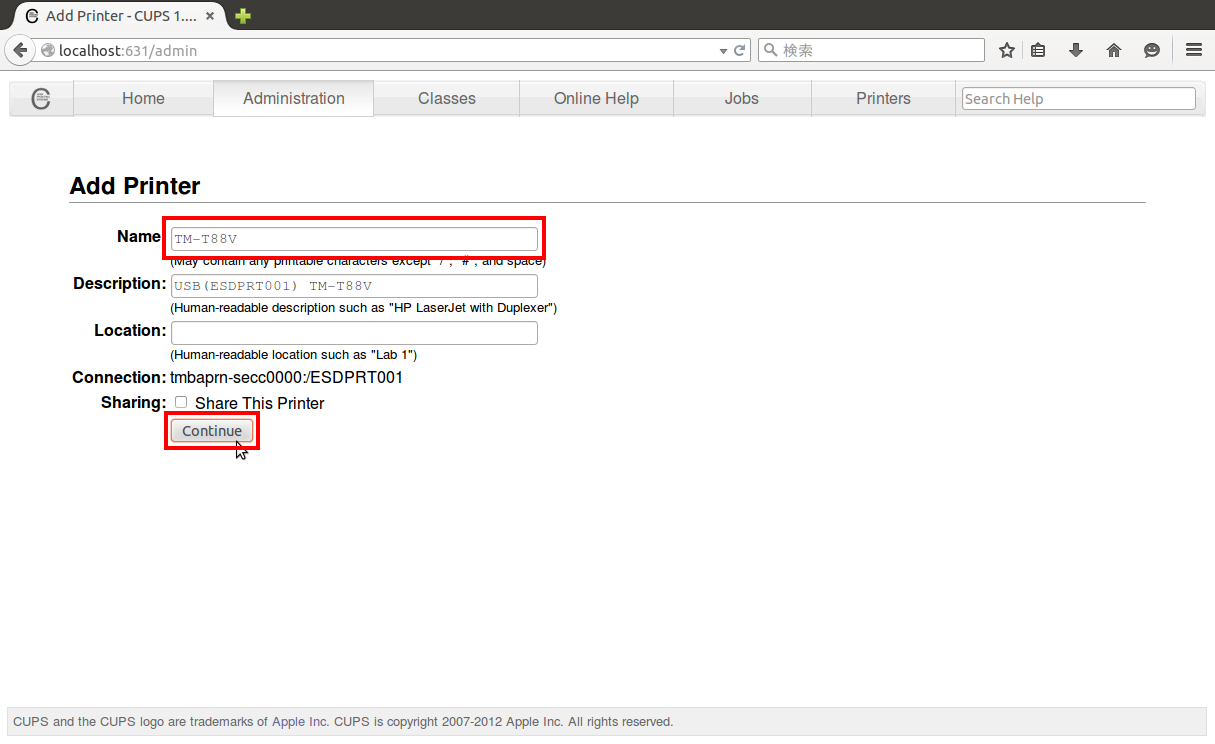 Add Printer - CUPS 1....
localhost:631/admin
検索
Home Administration Classes Online Help Jobs Printers Search Help
Add Printer
Name
TM-T88V
(May contain any printable characters except "/", "#", and space)
Description: USB(ESDPRT001) TM-T88V
(Human-readable description such as "HP LaserJet with Duplexer")
Location:
(Human-readable location such as "Lab 1")
Connection: tmbaprn-secc0000:/ESDPRT001
Sharing: Share This Printer
Continue
CUPS and the CUPS logo are trademarks of Apple Inc. CUPS is copyright 2007-2012 Apple Inc. All rights reserved.